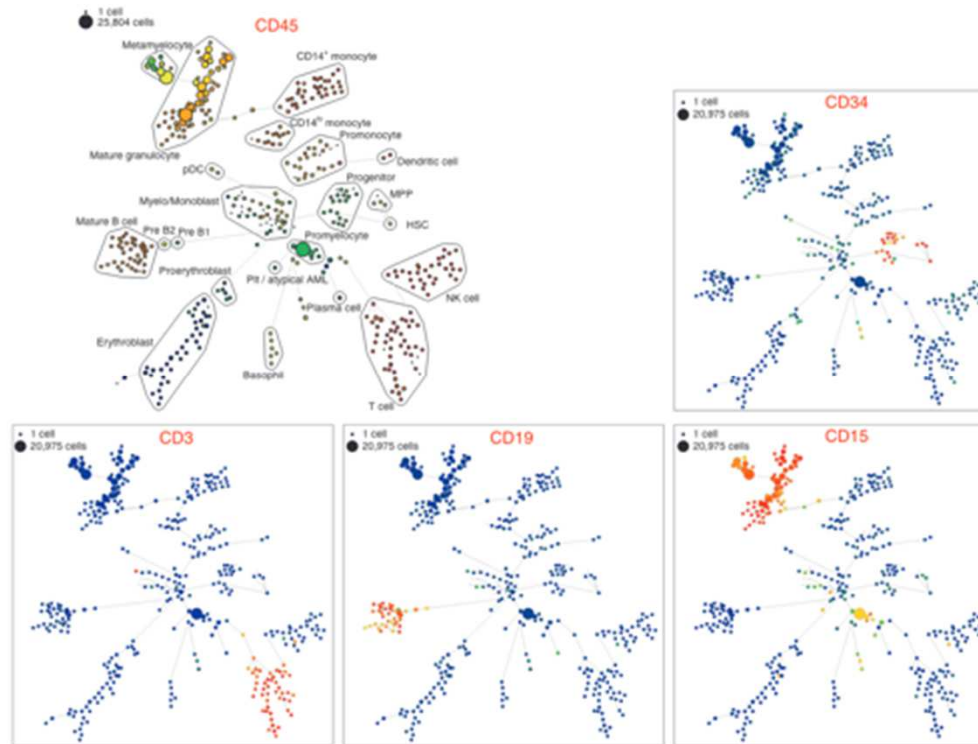 1 cell
25,804 cells
CD45
Metamyelocyte
CD14+ monocyte
CD14lo monocyte
Promonocyte
Mature granulocyte
Dendritic cell
pDC
Progenitor
Myelo/Monoblast
MPP
Mature B cell
HSC
Pre B2 Pre B1
Promyelocyte
Proerythroblast
Plt / atypical AML
NK cell
Plasma cell
Erythroblast
Basophil
T cell
1 cell
20,975 cells
CD34
1 cell
20,975 cells
CD3
1 cell
20,975 cells
CD19
1 cell
20,975 cells
CD15